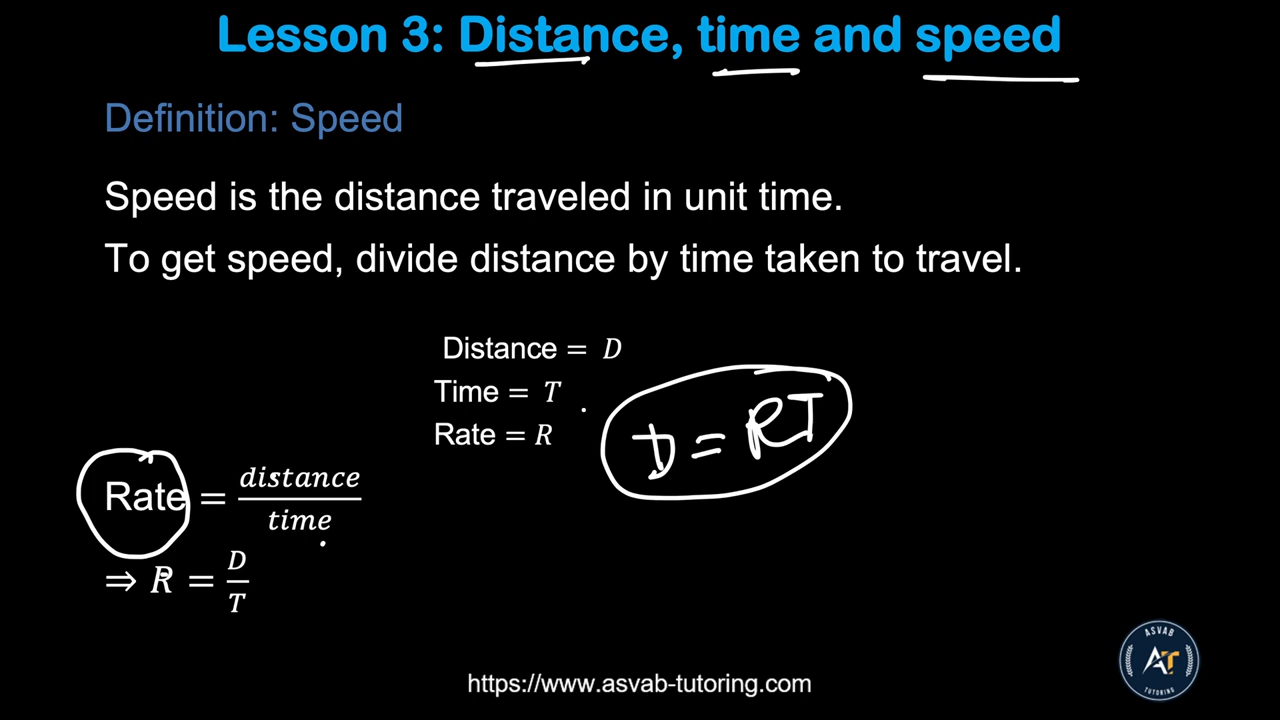 Lesson 3: Distance, time and speed
Definition: Speed
Speed is the distance traveled in unit time.
To get speed, divide distance by time taken to travel.
Distance = D
Time = T
Rate = R
D = RT
Rate = distance/time
⇒ R = D/T
https://www.asvab-tutoring.com
ASVAB
AT
TUTORING